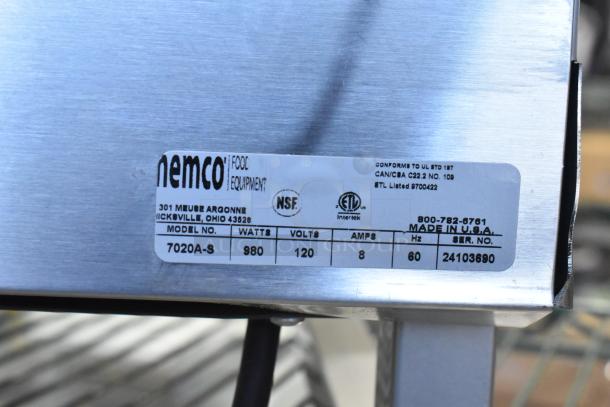 nemco FOOD EQUIPMENT
CONFORMS TO UL STD 197
CAN/CSA C22.2 NO. 109
ETL Listed 9700422
NSF
ETL
Intertek
301 MEUSE ARGONNE
HICKSVILLE, OHIO 43526
800-782-6761
MADE IN U.S.A.
MODEL NO. WATTS VOLTS AMPS Hz SER. NO.
7020A-S 980 120 8 60 24103690